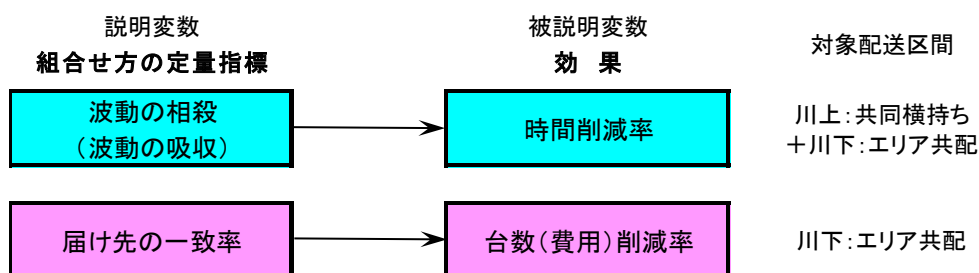 説明変数
組合せ方の定量指標
被説明変数
効 果
対象配送区間
波動の相殺
（波動の吸収）
時間削減率
川上：共同横持ち
＋川下：エリア共配
届け先の一致率
台数（費用）削減率
川下：エリア共配